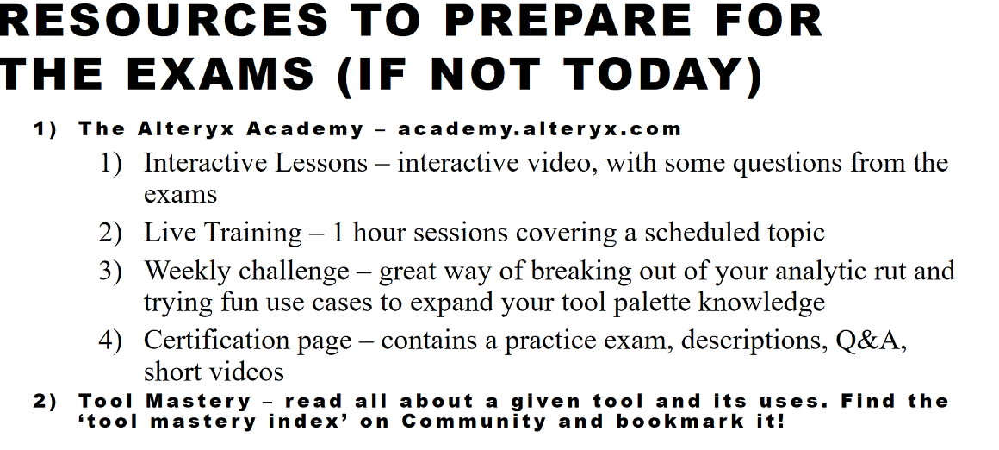 RESOURCES TO PREPARE FOR
THE EXAMS (IF NOT TODAY)
1) The Alteryx Academy – academy.alteryx.com
1) Interactive Lessons – interactive video, with some questions from the
exams
2) Live Training – 1 hour sessions covering a scheduled topic
3) Weekly challenge – great way of breaking out of your analytic rut and
trying fun use cases to expand your tool palette knowledge
4) Certification page – contains a practice exam, descriptions, Q&A,
short videos
2) Tool Mastery – read all about a given tool and its uses. Find the
‘tool mastery index’ on Community and bookmark it!